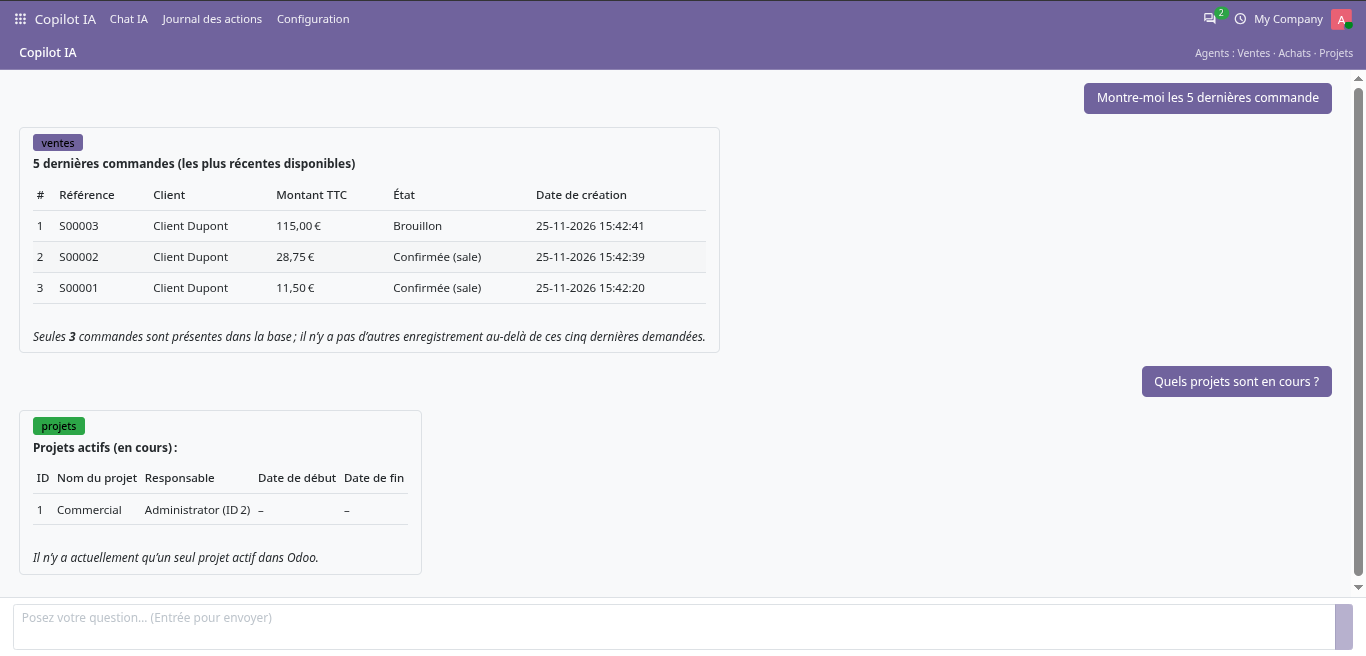 Copilot IA Chat IA Journal des actions Configuration 2 My Company A
Copilot IA Agents : Ventes · Achats · Projets
Montre-moi les 5 dernières commande
ventes
5 dernières commandes (les plus récentes disponibles)
# Référence Client Montant TTC État Date de création
1 S00003 Client Dupont 115,00 € Brouillon 25-11-2026 15:42:41
2 S00002 Client Dupont 28,75 € Confirmée (sale) 25-11-2026 15:42:39
3 S00001 Client Dupont 11,50 € Confirmée (sale) 25-11-2026 15:42:20
Seules 3 commandes sont présentes dans la base ; il n’y a pas d’autres enregistrement au-delà de ces cinq dernières demandées.
Quels projets sont en cours ?
projets
Projets actifs (en cours) :
ID Nom du projet Responsable Date de début Date de fin
1 Commercial Administrator (ID 2) – –
Il n’y a actuellement qu’un seul projet actif dans Odoo.
Posez votre question... (Entrée pour envoyer)